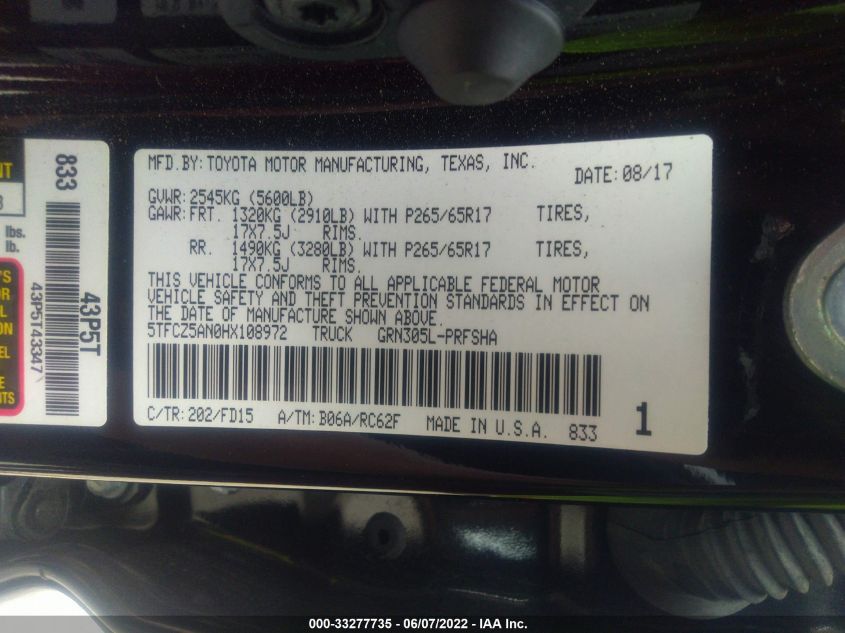 MFD.BY:TOYOTA MOTOR MANUFACTURING, TEXAS, INC.
DATE:08/17
GVWR:2545KG (5600LB)
GAWR:FRT. 1320KG (2910LB) WITH P265/65R17 TIRES,
17X7.5J RIMS.
RR. 1490KG (3280LB) WITH P265/65R17 TIRES,
17X7.5J RIMS.
THIS VEHICLE CONFORMS TO ALL APPLICABLE FEDERAL MOTOR
VEHICLE SAFETY AND THEFT PREVENTION STANDARDS IN EFFECT ON
THE DATE OF MANUFACTURE SHOWN ABOVE.
5TFCZ5AN0HX108972 TRUCK GRN305L-PRFSHA
C/TR:202/FD15 A/TM:B06A/RC62F MADE IN U.S.A. 833 1
833
lbs.
lb.
43P5T
43P5T43347
000-33277735 - 06/07/2022 - IAA Inc.